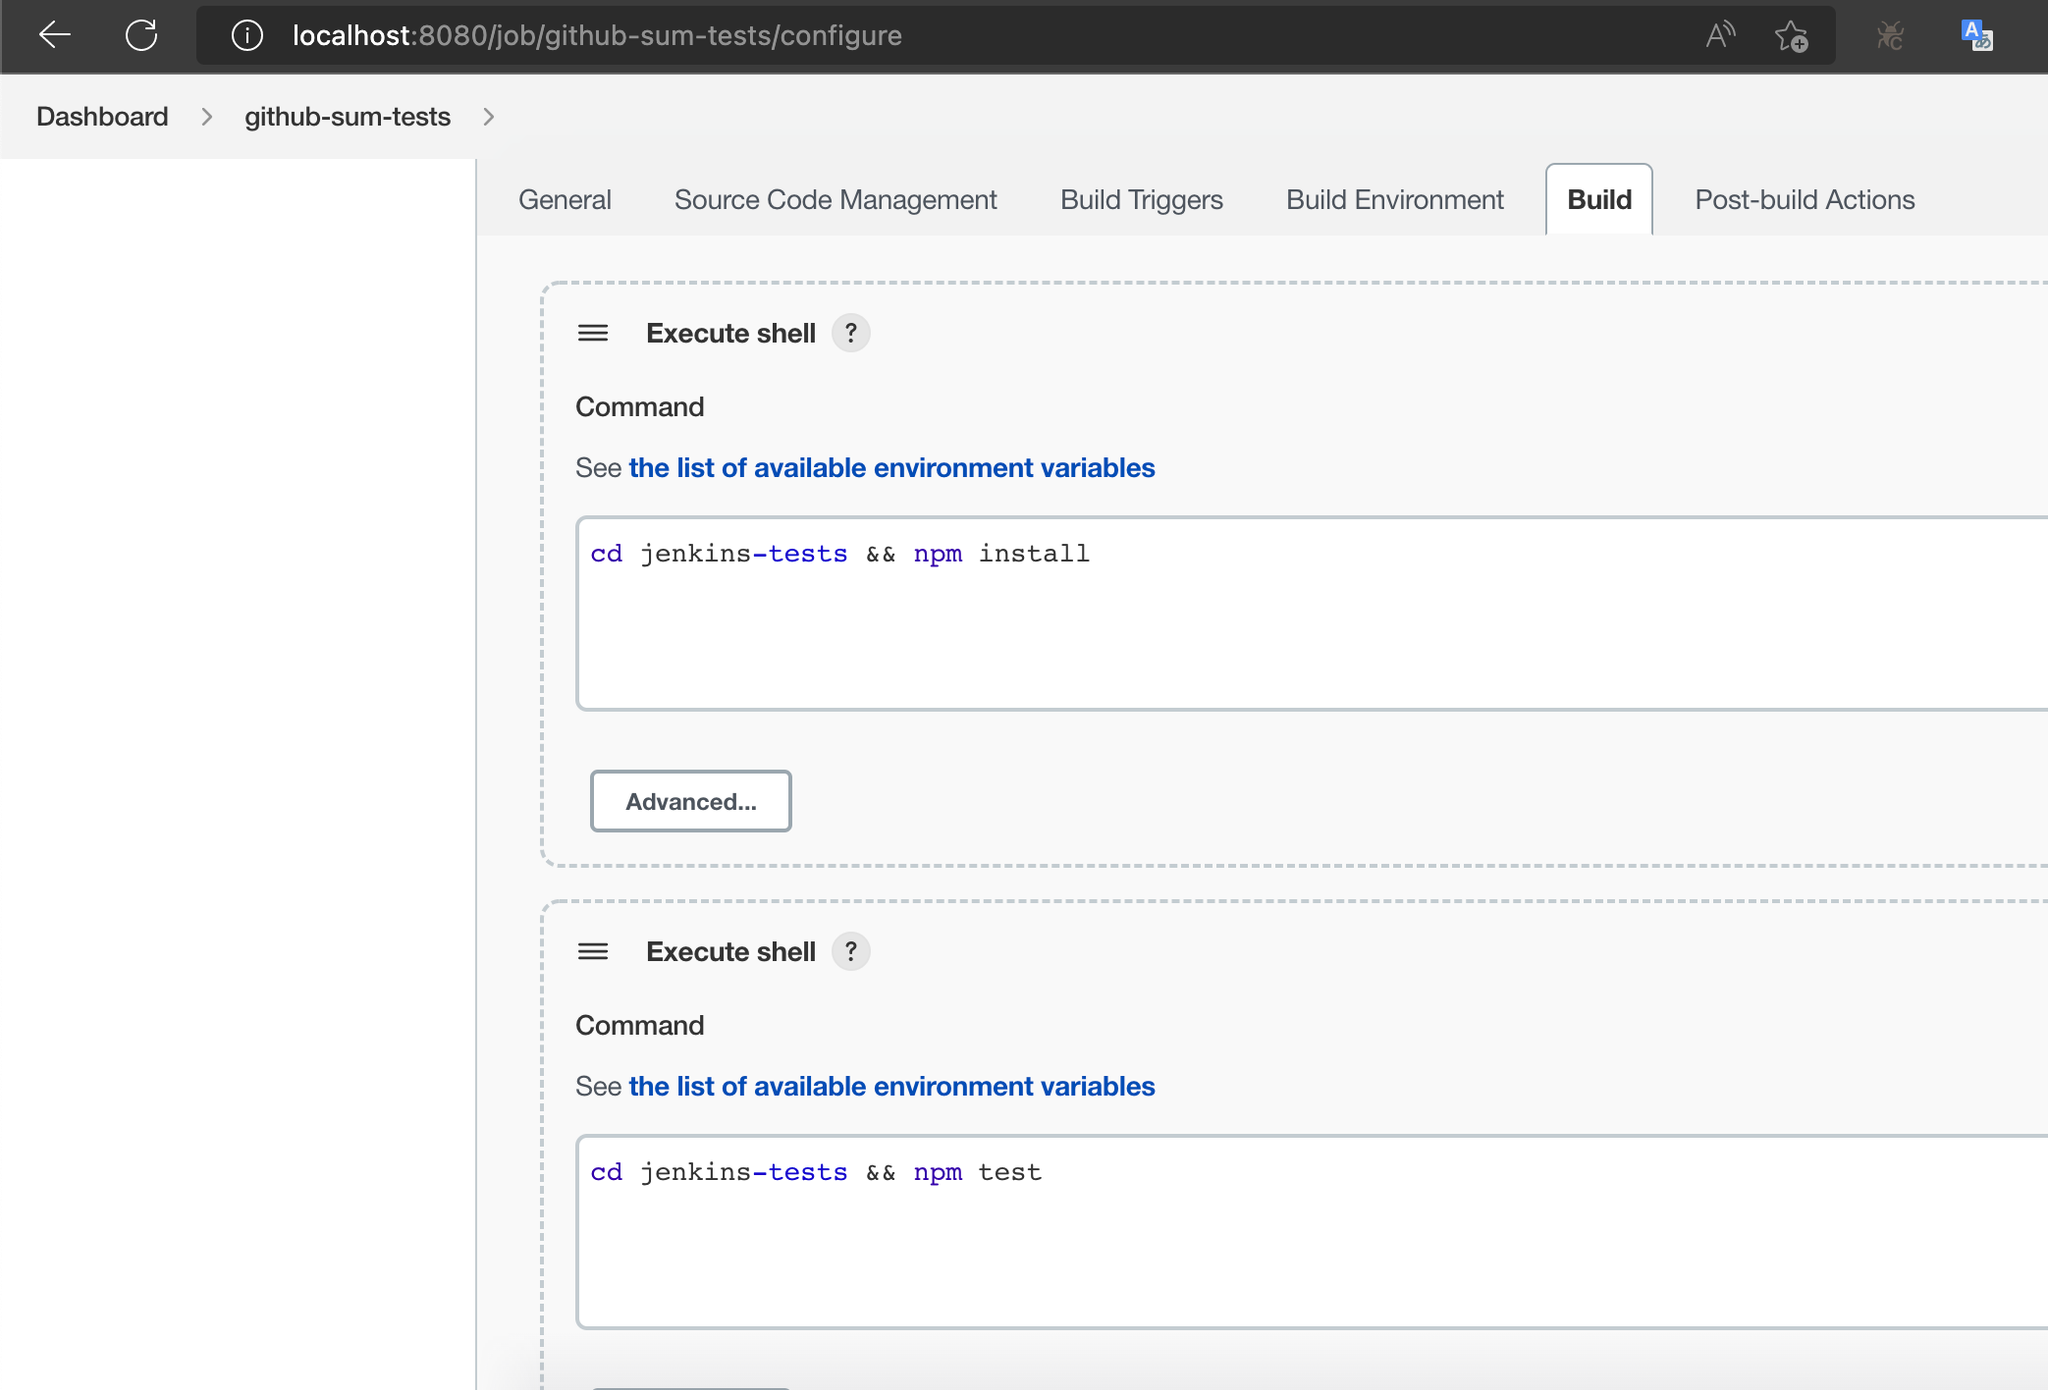 localhost:8080/job/github-sum-tests/configure
Dashboard > github-sum-tests >
General Source Code Management Build Triggers Build Environment Build Post-build Actions
Execute shell ?
Command
See the list of available environment variables
cd jenkins-tests && npm install
Advanced...
Execute shell ?
Command
See the list of available environment variables
cd jenkins-tests && npm test